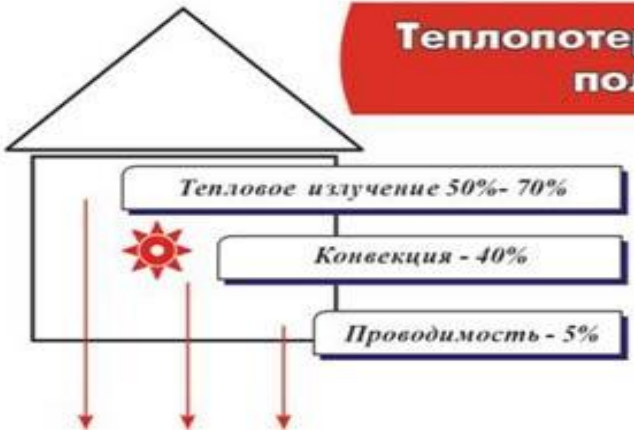 Тепловое излучение 50%- 70%
Конвекция - 40%
Проводимость - 5%